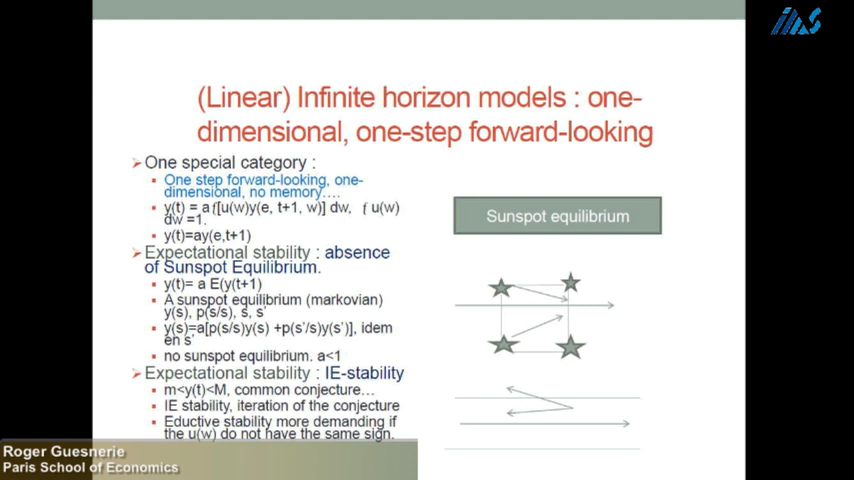 IAS
(Linear) Infinite horizon models : one-
dimensional, one-step forward-looking
One special category :
One step forward-looking, one-
dimensional, no memory….
y(t) = a ∫[u(w)y(e, t+1, w)] dw, ∫ u(w)
dw =1.
y(t)=ay(e,t+1)
Expectational stability : absence
of Sunspot Equilibrium.
y(t)= a E(y(t+1)
A sunspot equilibrium (markovian)
y(s), p(s/s), s, s'
y(s)=a[p(s/s)y(s) +p(s'/s)y(s')], idem
en s'
no sunspot equilibrium. a<1
Expectational stability : IE-stability
m<y(t)<M, common conjecture…
IE stability, iteration of the conjecture
Eductive stability more demanding if
the u(w) do not have the same sign.
Sunspot equilibrium
Roger Guesnerie
Paris School of Economics